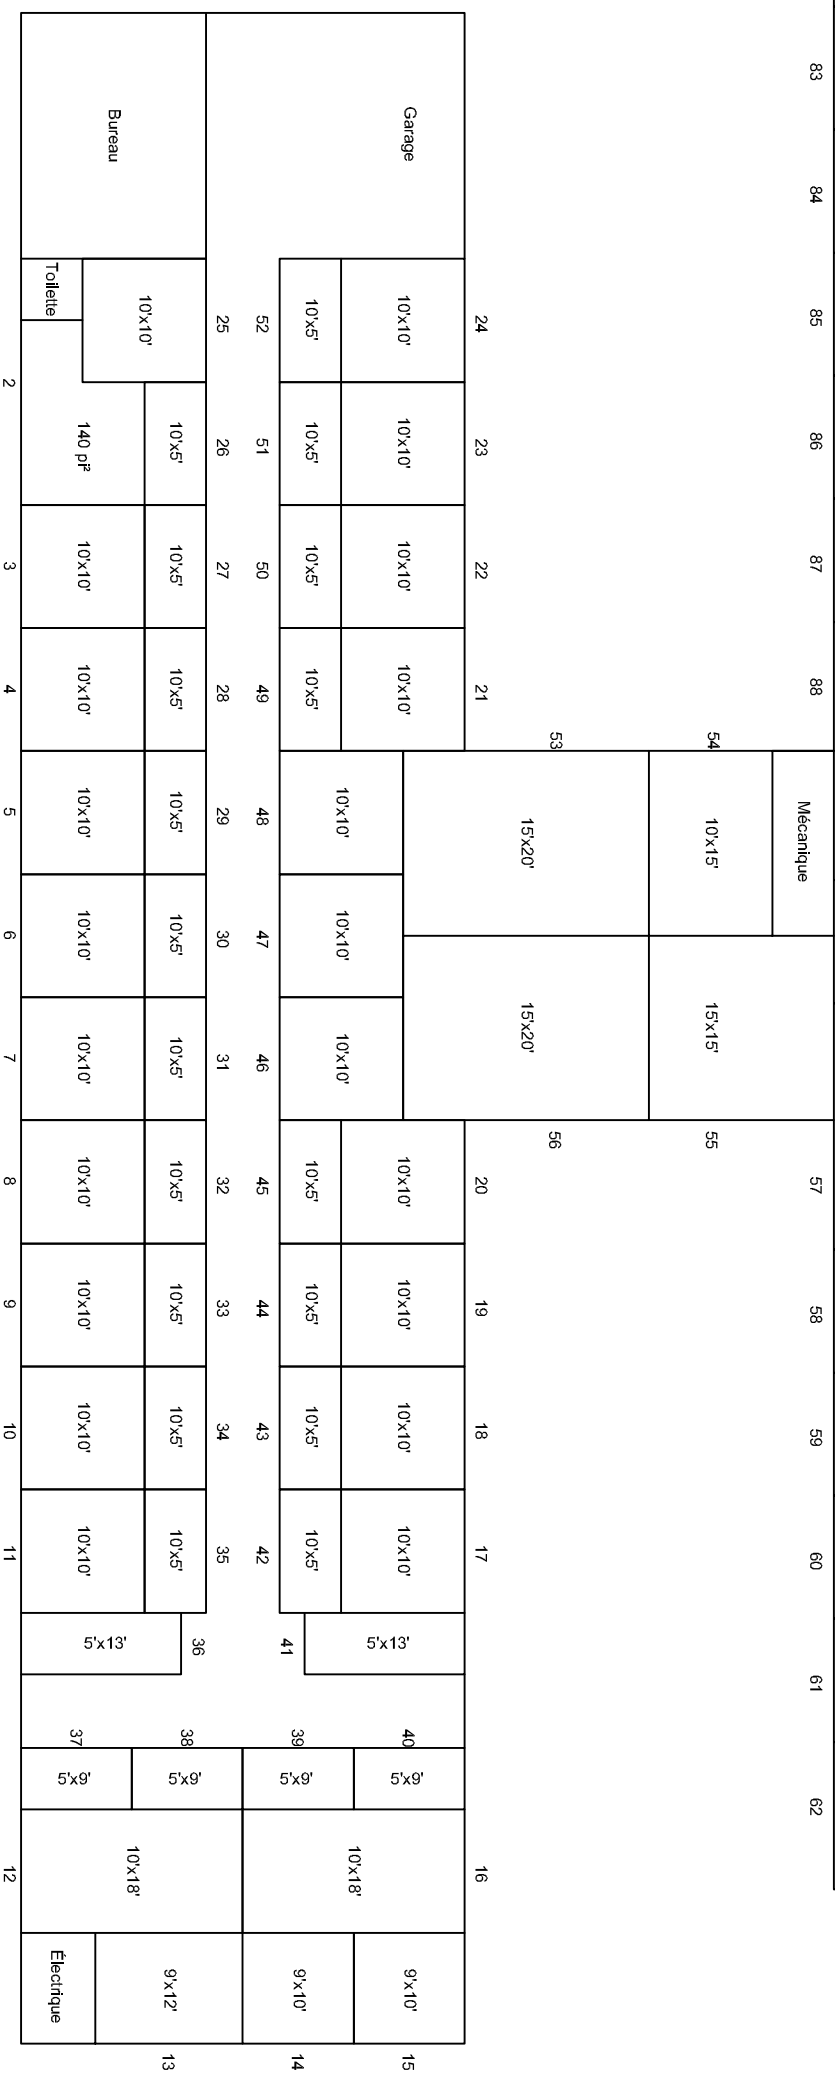 83 84 85 86 87 88 57 58 59 60 61 62
Mécanique
54 10'x15' 15'x15' 55
53 15'x20' 15'x20' 56
24 23 22 21 20 19 18 17 16
Garage 10'x10' 10'x10' 10'x10' 10'x10' 10'x10' 10'x10' 10'x10' 10'x10' 5'x13' 40 5'x9' 9'x10' 15
10'x10' 10'x10' 10'x10' 10'x18'
10'x5' 10'x5' 10'x5' 10'x5' 10'x5' 10'x5' 10'x5' 10'x5' 41 39 5'x9' 9'x10' 14
52 51 50 49 48 47 46 45 44 43 42
25 26 27 28 29 30 31 32 33 34 35
36 38 5'x9'
10'x5' 10'x5' 10'x5' 10'x5' 10'x5' 10'x5' 10'x5' 10'x5' 10'x5' 10'x5' 9'x12' 13
Bureau 10'x10' 10'x18'
140 pi² 10'x10' 10'x10' 10'x10' 10'x10' 10'x10' 10'x10' 10'x10' 10'x10' 10'x10' 5'x13' 37 5'x9'
Toilette Électrique
2 3 4 5 6 7 8 9 10 11 12